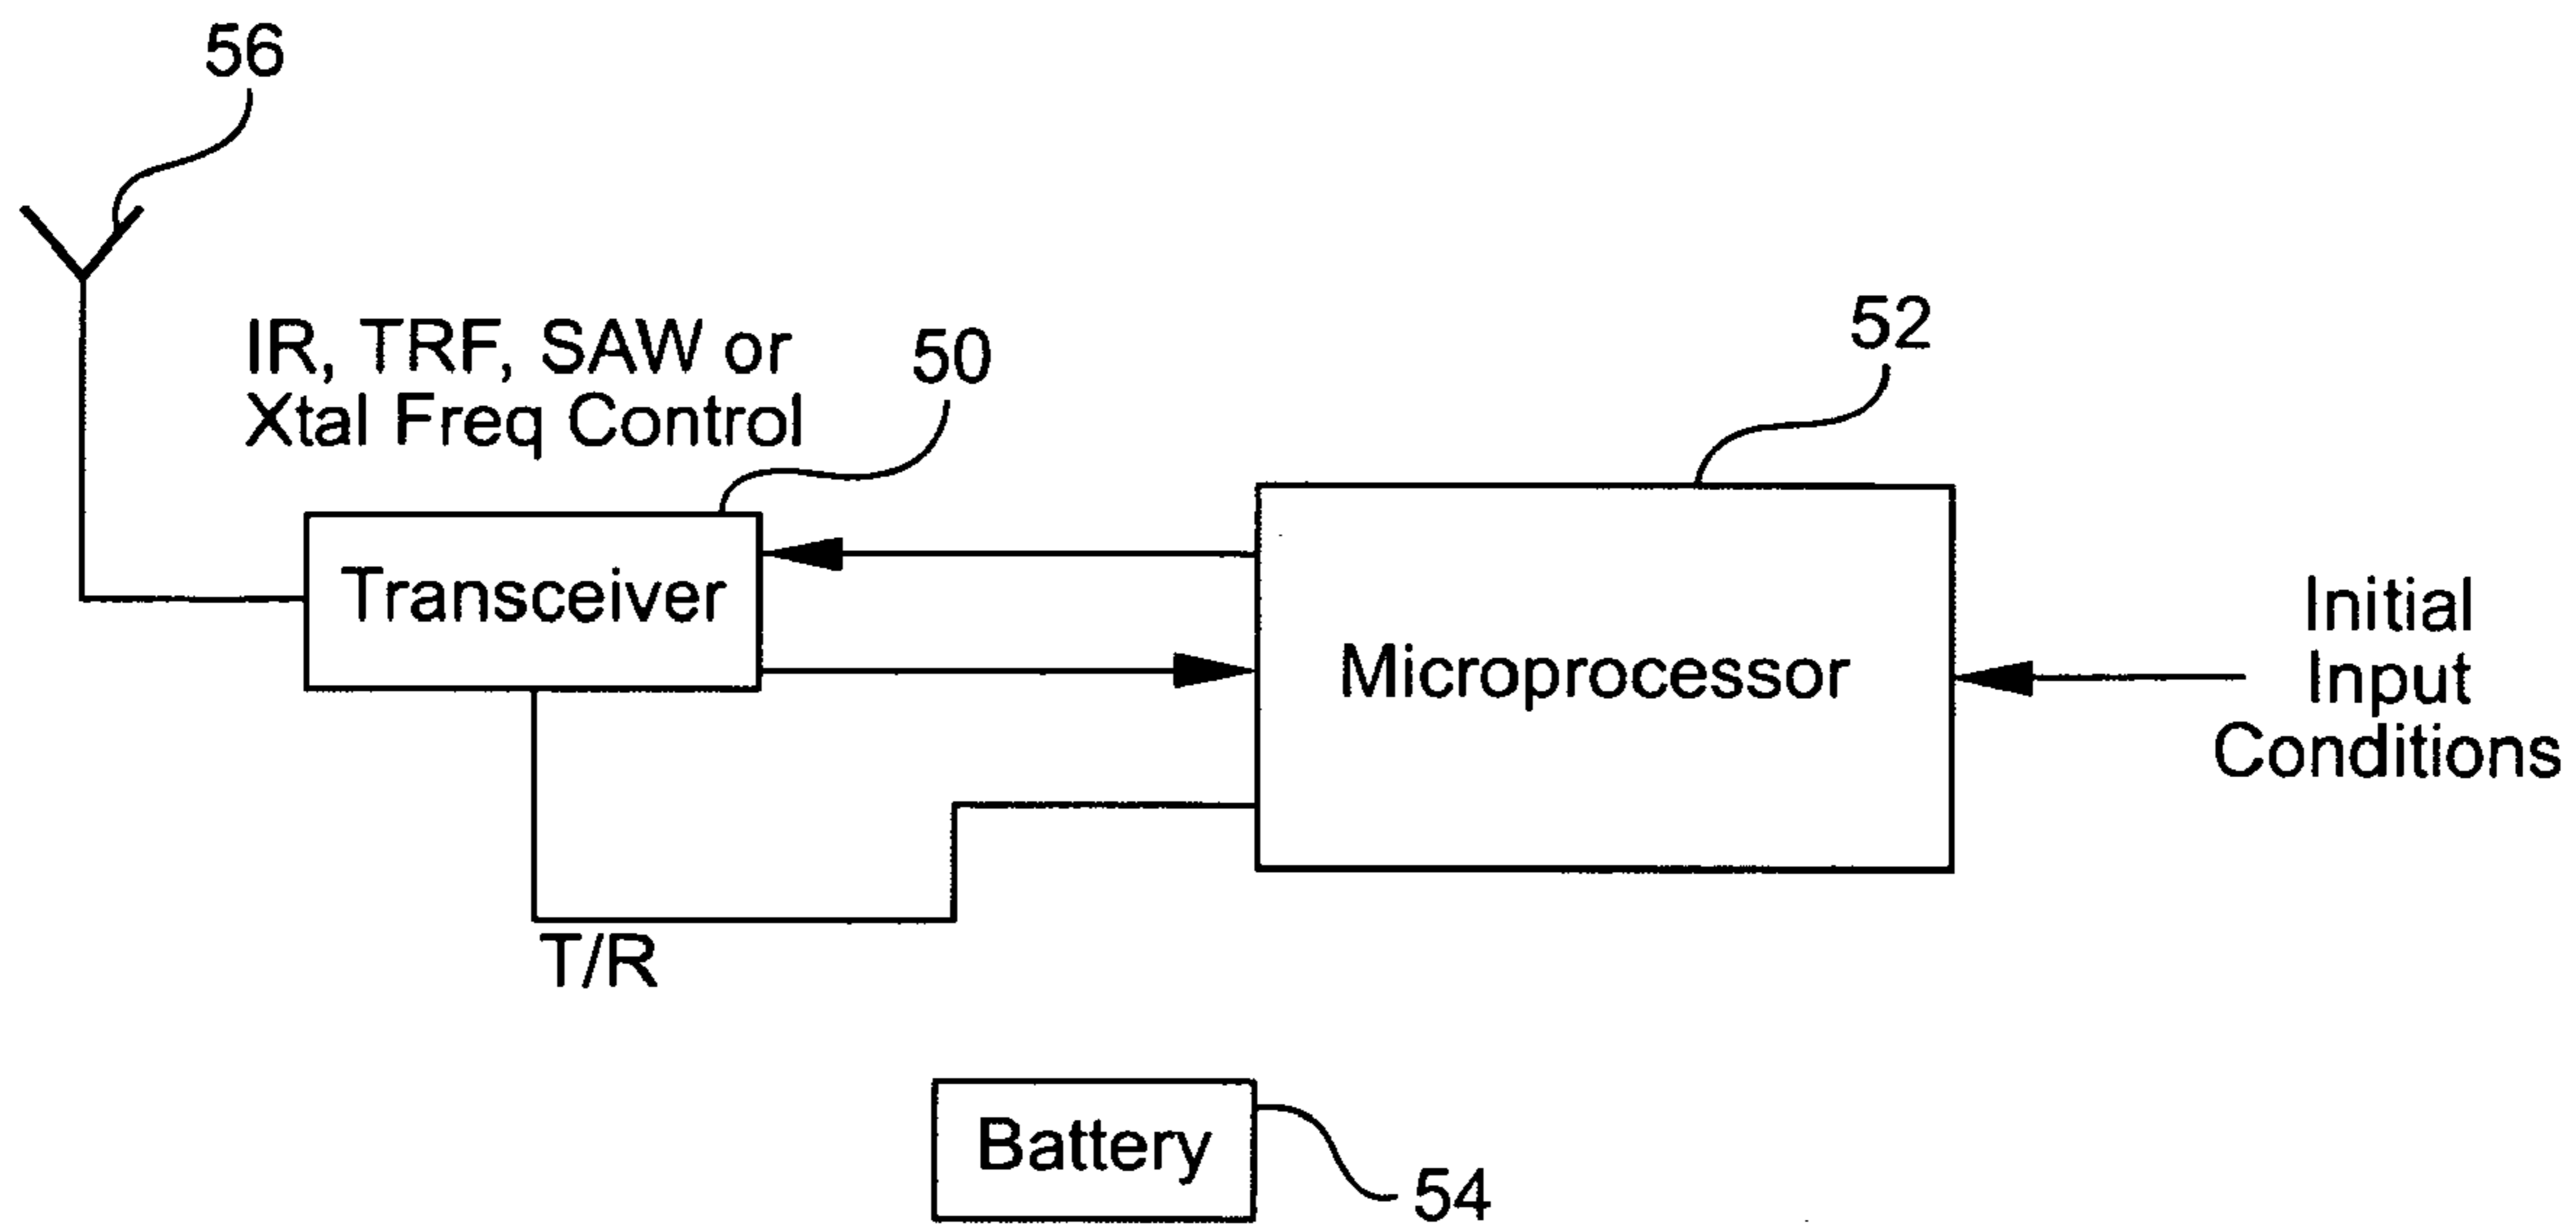 56
IR, TRF, SAW or
Xtal Freq Control
50
52
Transceiver
Microprocessor
Initial
Input
Conditions
T/R
Battery
54